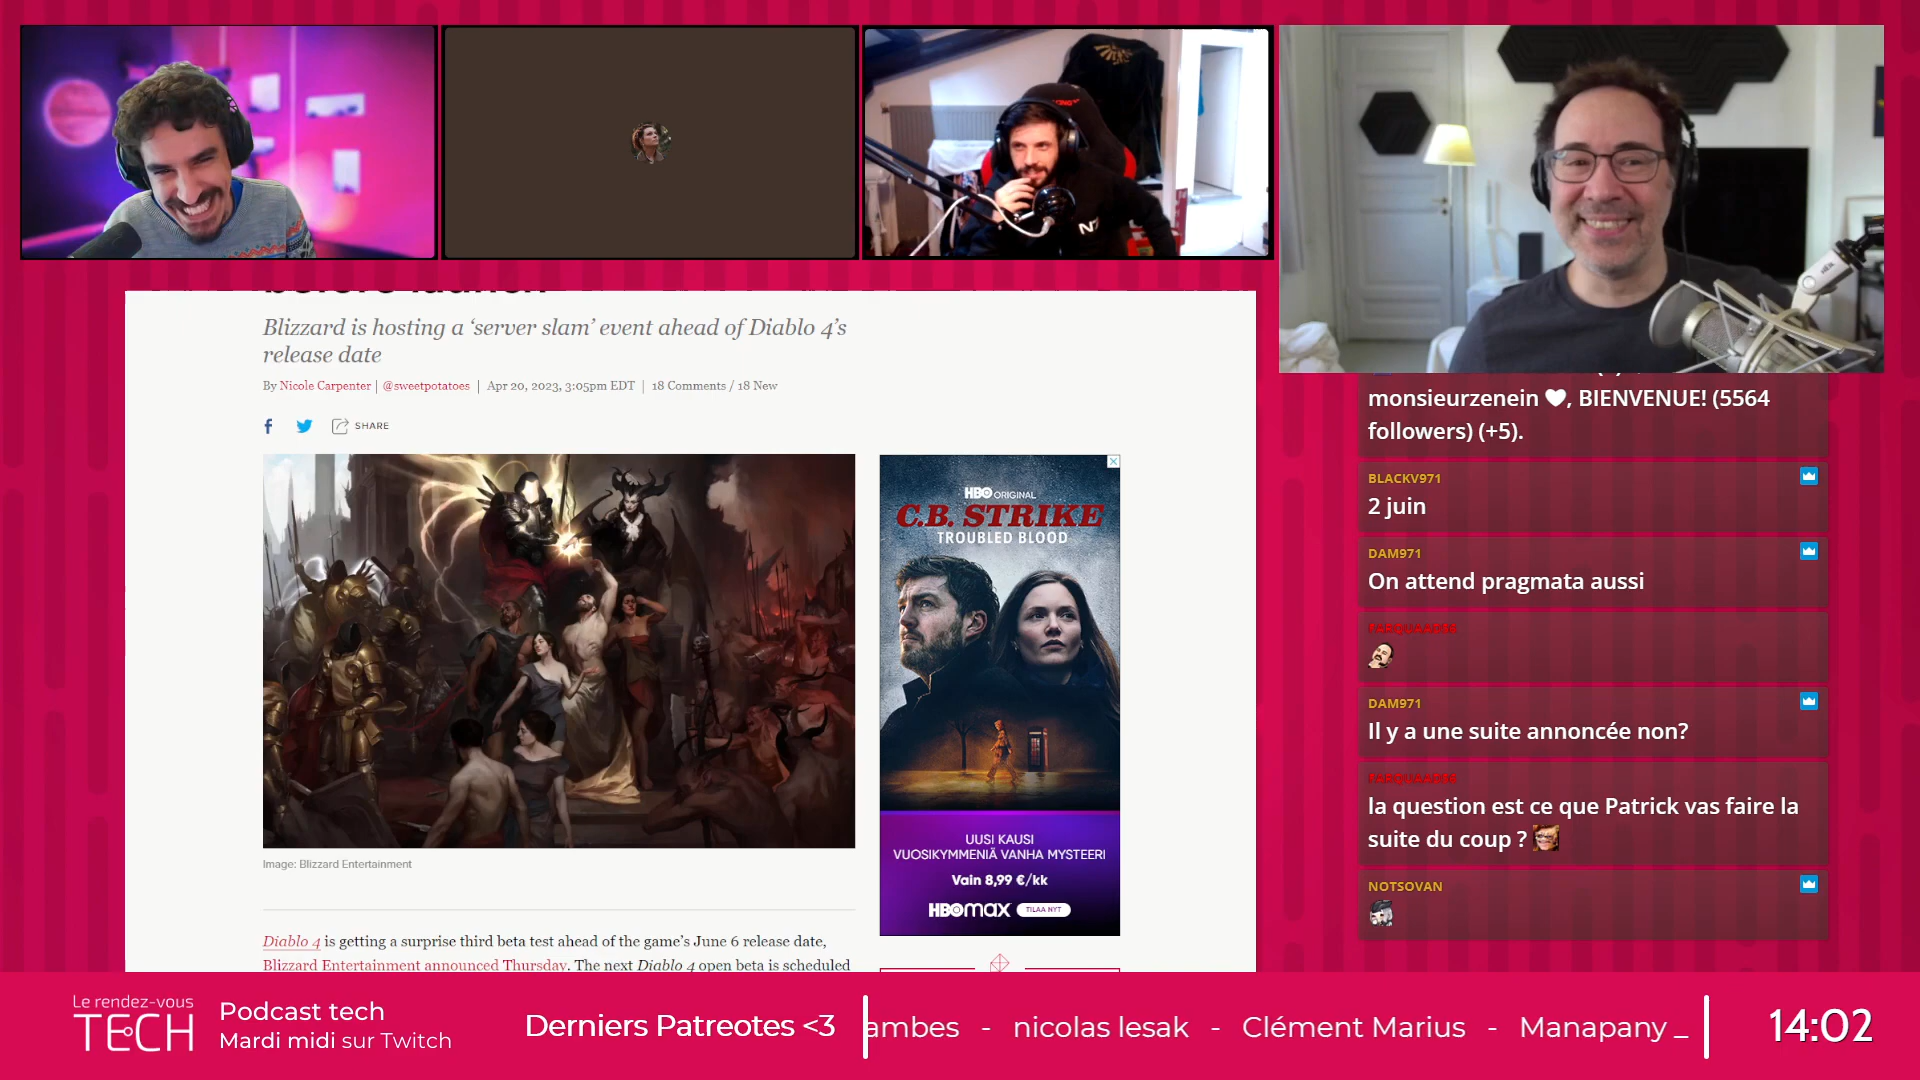 Blizzard is hosting a ‘server slam’ event ahead of Diablo 4’s
release date
By Nicole Carpenter | @sweetpotatoes | Apr 20, 2023, 3:05pm EDT | 18 Comments / 18 New
SHARE
Image: Blizzard Entertainment
Diablo 4 is getting a surprise third beta test ahead of the game’s June 6 release date,
Blizzard Entertainment announced Thursday. The next Diablo 4 open beta is scheduled
HBO ORIGINAL
C.B. STRIKE
TROUBLED BLOOD
UUSI KAUSI
VUOSIKYMMENIÄ VANHA MYSTEERI
Vain 8,99 €/kk
HBOmax TILAA NYT
N7
monsieurzenein ♥, BIENVENUE! (5564
followers) (+5).
BLACKV971
2 juin
DAM971
On attend pragmata aussi
DAM971
Il y a une suite annoncée non?
la question est ce que Patrick vas faire la
suite du coup ?
NOTSOVAN
Le rendez-vous
TECH
Podcast tech
Mardi midi sur Twitch
Derniers Patreotes <3
ambes - nicolas lesak - Clément Marius - Manapany _
14:02